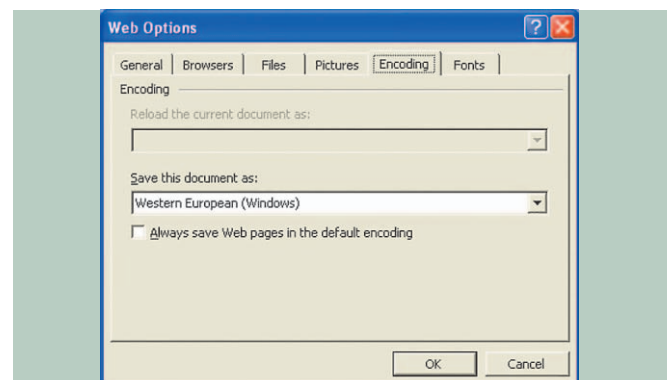 Web Options
General Browsers Files Pictures Encoding Fonts
Encoding
Reload the current document as:
Save this document as:
Western European (Windows)
Always save Web pages in the default encoding
OK Cancel